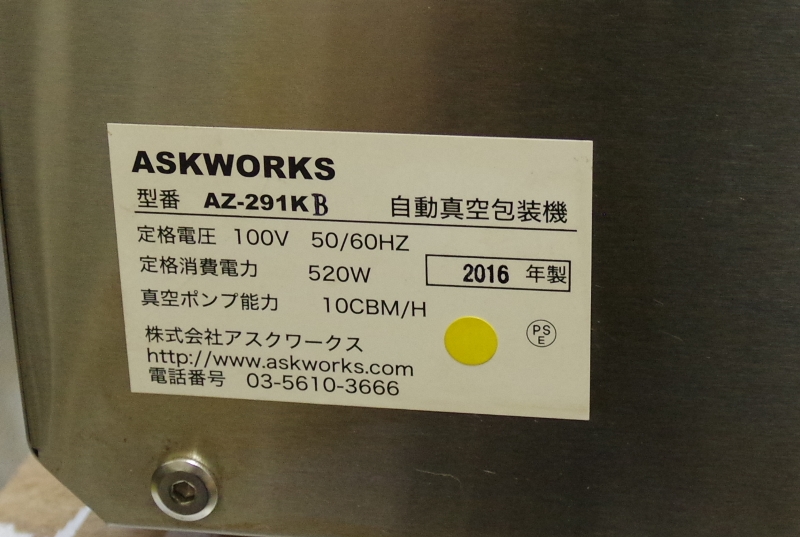 ASKWORKS
型番 AZ-291KB 自動真空包装機
定格電圧 100V 50/60HZ
定格消費電力 520W 2016 年製
真空ポンプ能力 10CBM/H
PS
E
株式会社アスクワークス
http://www.askworks.com
電話番号 03-5610-3666